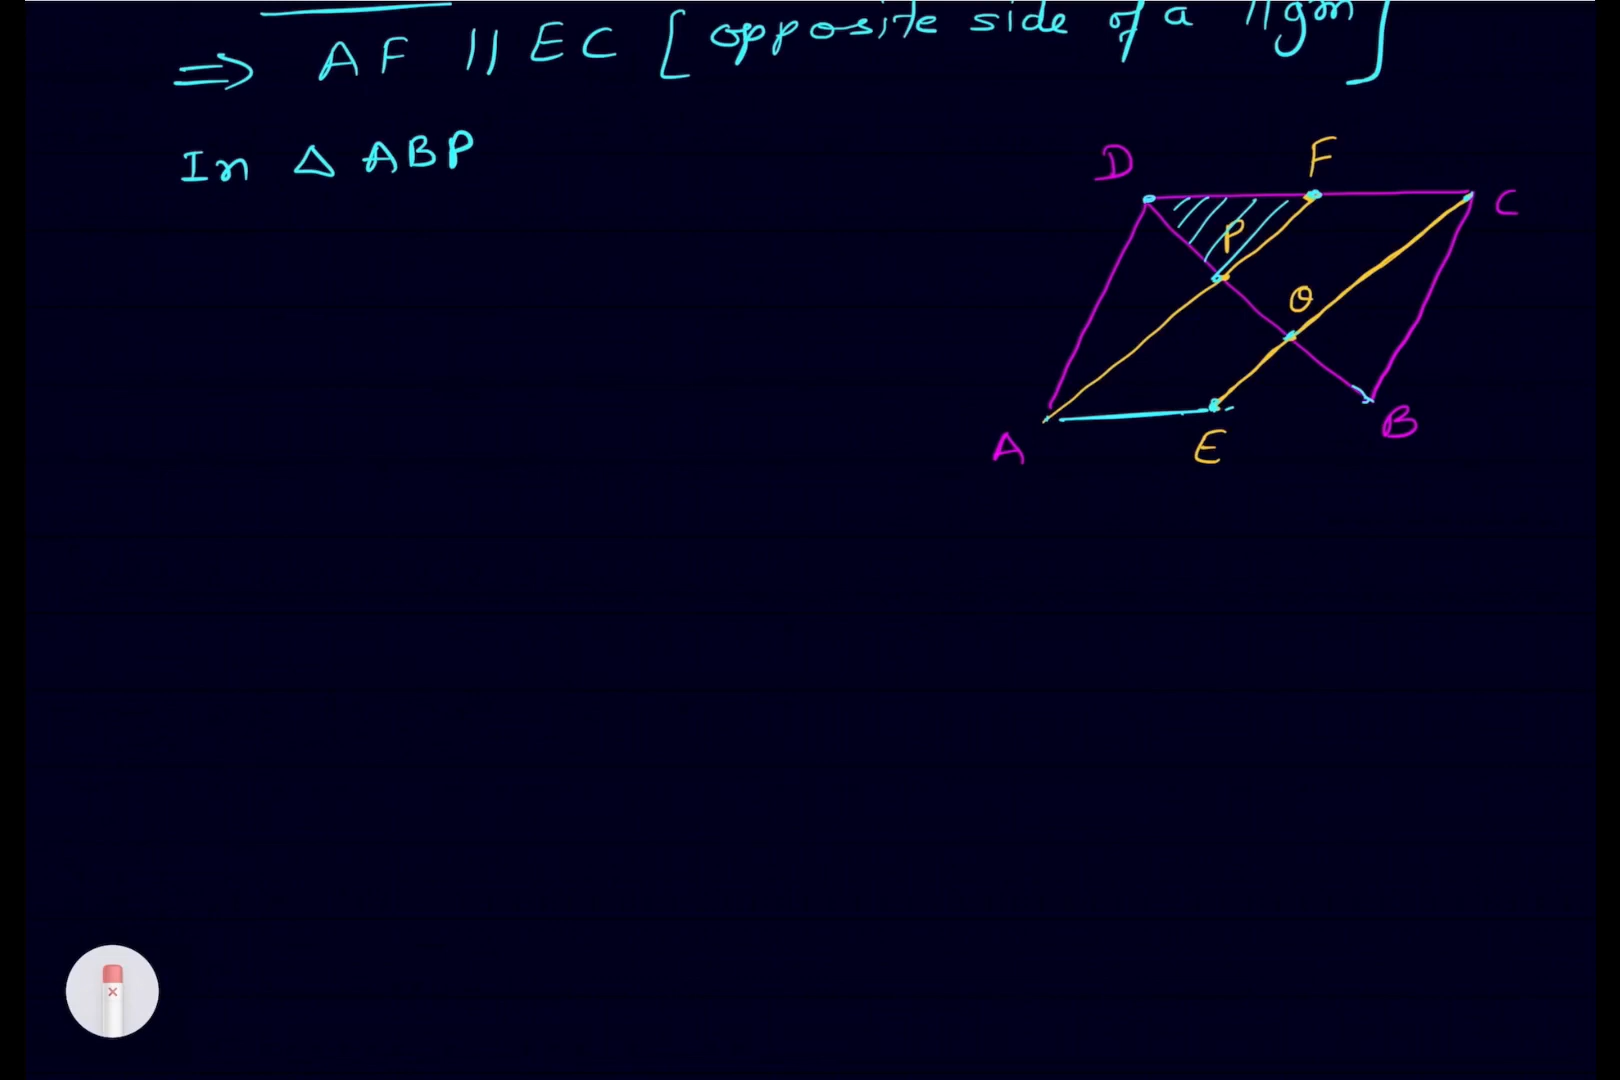 ⇒ AF || EC [opposite side of a ||gm]
In △ ABP
D F C
P
Q
A E B